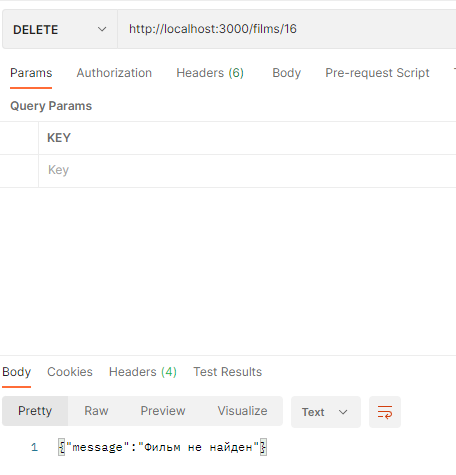 DELETE http://localhost:3000/films/16
Params Authorization Headers (6) Body Pre-request Script
Query Params
KEY
Key
Body Cookies Headers (4) Test Results
Pretty Raw Preview Visualize Text
1 {"message":"Фильм не найден"}